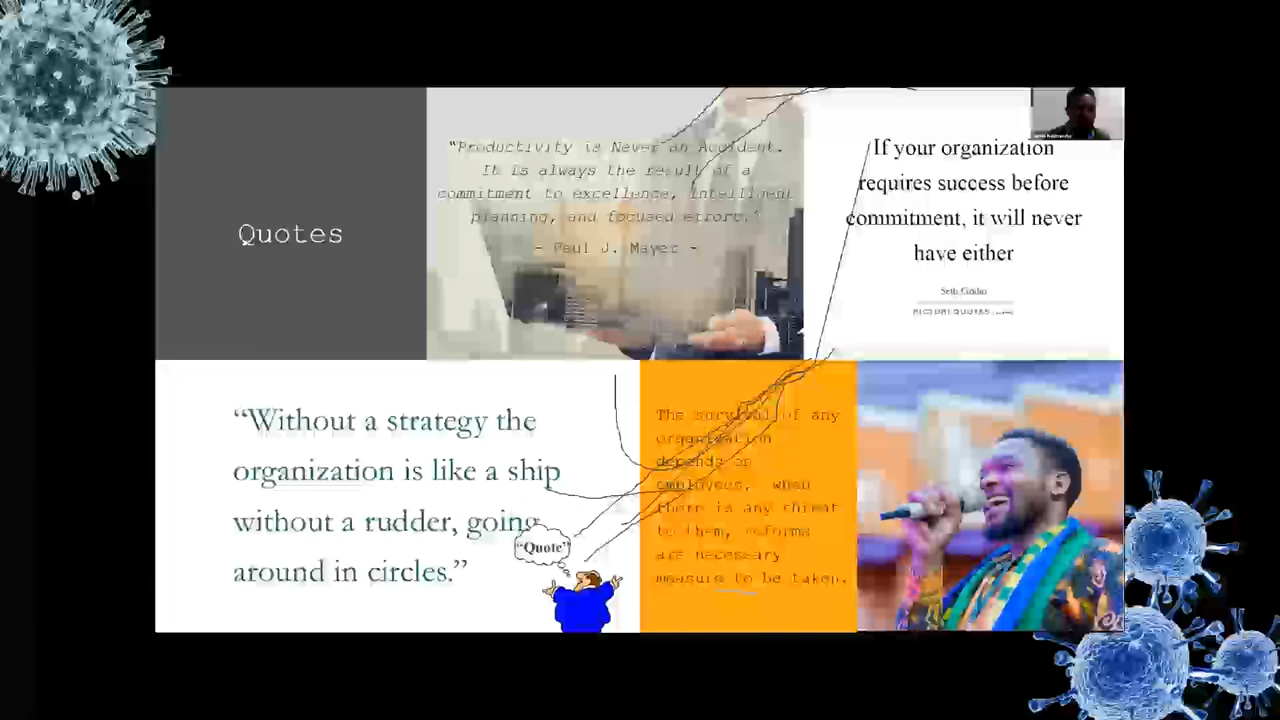 Quotes
"Productivity is Never an Accident.
It is always the result of a
commitment to excellence, intelligent
planning, and focused effort."
- Paul J. Mayer -
If your organization
requires success before
commitment, it will never
have either
Seth Godin
PICTURE QUOTES
"Without a strategy the
organization is like a ship
without a rudder, going
around in circles."
"Quote"
The survival of any
organization
depends on
employees, when
there is any threat
to them, reforms
are necessary
measure to be taken.